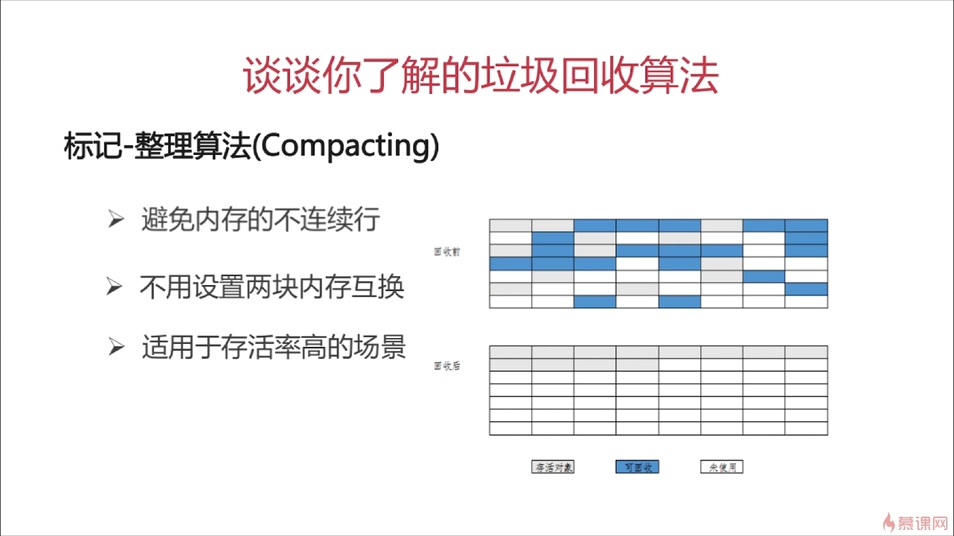 谈谈你了解的垃圾回收算法
标记-整理算法(Compacting)
避免内存的不连续行
不用设置两块内存互换
适用于存活率高的场景
回收前
回收后
存活对象 可回收 未使用
慕课网